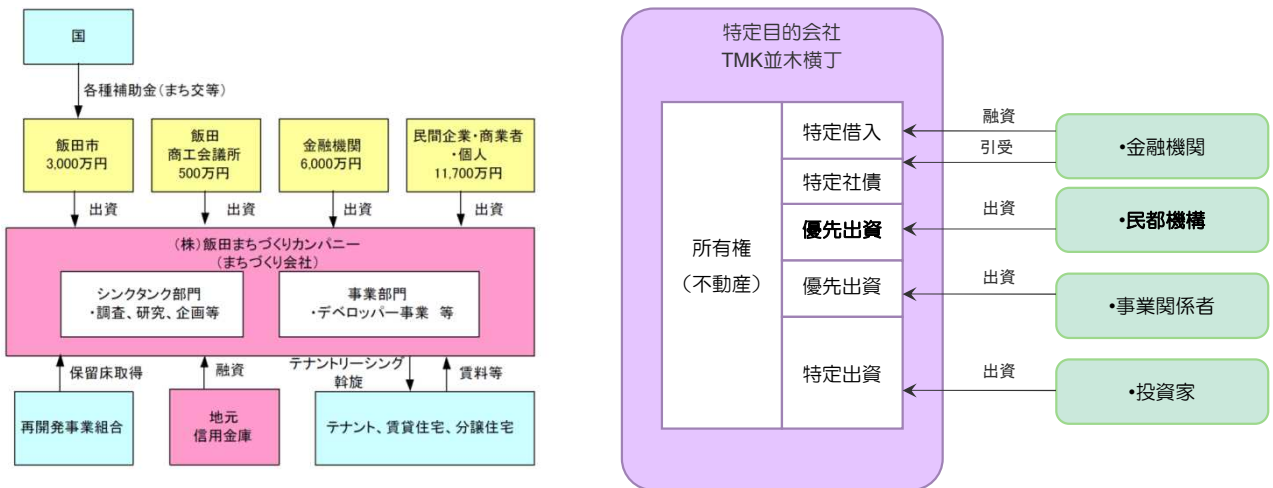 国
各種補助金(まち交等)
飯田市
3,000万円
飯田
商工会議所
500万円
金融機関
6,000万円
民間企業・商業者
・個人
11,700万円
出資
出資
出資
出資
(株)飯田まちづくりカンパニー
(まちづくり会社)
シンクタンク部門
・調査、研究、企画等
事業部門
・デベロッパー事業 等
保留床取得
融資
テナントリーシング
斡旋
賃料等
再開発事業組合
地元
信用金庫
テナント、賃貸住宅、分譲住宅
特定目的会社
TMK並木横丁
所有権
(不動産)
特定借入
特定社債
優先出資
優先出資
特定出資
融資
引受
出資
出資
出資
•金融機関
•民都機構
•事業関係者
•投資家